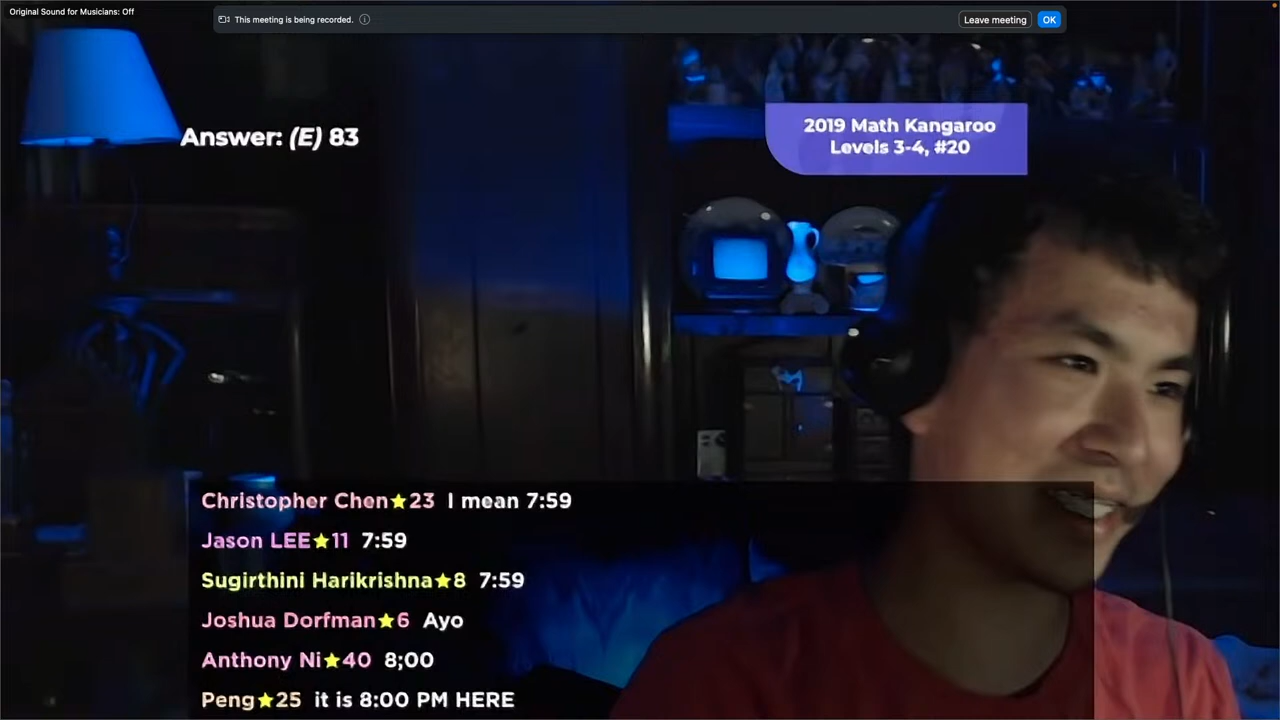 Original Sound for Musicians: Off
This meeting is being recorded.
Leave meeting
OK
Answer: (E) 83
2019 Math Kangaroo
Levels 3-4, #20
Christopher Chen★23 I mean 7:59
Jason LEE★11 7:59
Sugirthini Harikrishna★8 7:59
Joshua Dorfman★6 Ayo
Anthony Ni★40 8;00
Peng★25 it is 8:00 PM HERE